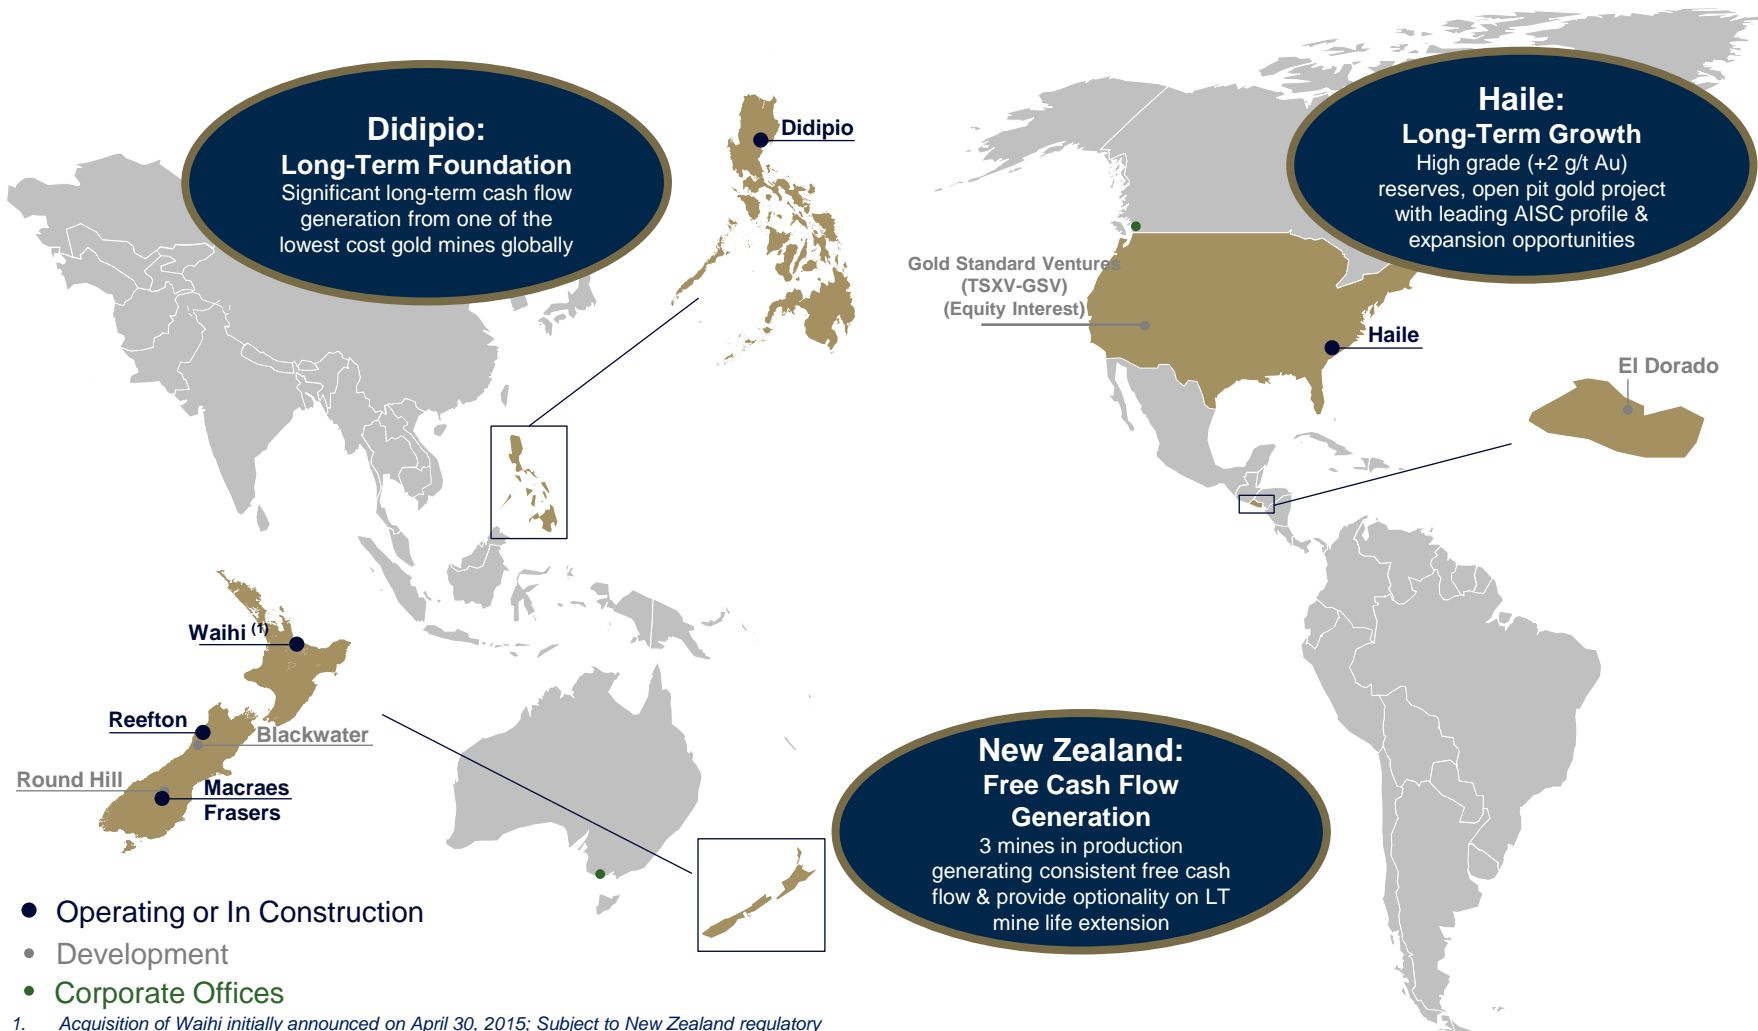 Didipio:
Long-Term Foundation
Significant long-term cash flow
generation from one of the
lowest cost gold mines globally
Didipio
Haile:
Long-Term Growth
High grade (+2 g/t Au)
reserves, open pit gold project
with leading AISC profile &
expansion opportunities
Gold Standard Ventures
(TSXV-GSV)
(Equity Interest)
Haile
El Dorado
Waihi (1)
Reefton
Blackwater
Round Hill
Macraes
Frasers
New Zealand:
Free Cash Flow
Generation
3 mines in production
generating consistent free cash
flow & provide optionality on LT
mine life extension
Operating or In Construction
Development
Corporate Offices
1. Acquisition of Waihi initially announced on April 30, 2015; Subject to New Zealand regulatory